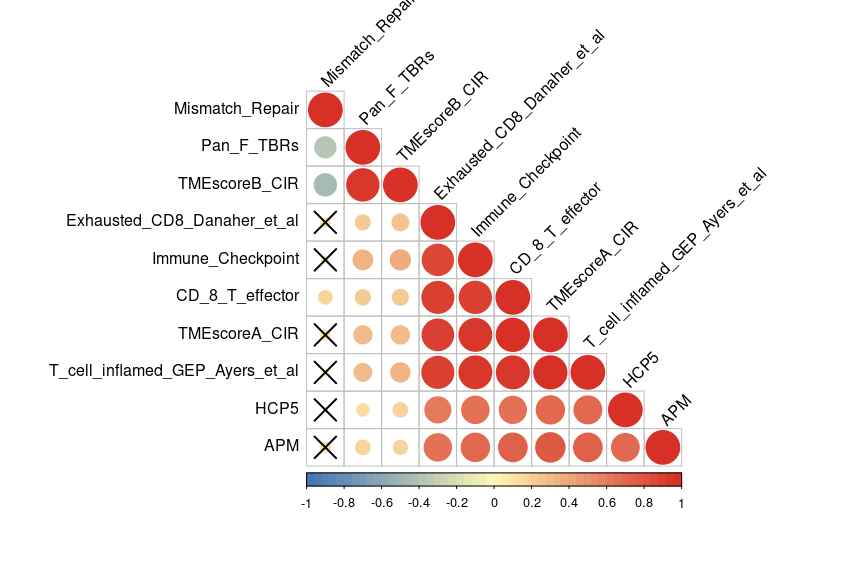 Mismatch_Repair
Pan_F_TBRs
TMEscoreB_CIR
Exhausted_CD8_Danaher_et_al
Immune_Checkpoint
CD_8_T_effector
TMEscoreA_CIR
T_cell_inflamed_GEP_Ayers_et_al
HCP5
APM
Mismatch_Repair
Pan_F_TBRs
TMEscoreB_CIR
Exhausted_CD8_Danaher_et_al
Immune_Checkpoint
CD_8_T_effector
TMEscoreA_CIR
T_cell_inflamed_GEP_Ayers_et_al
HCP5
APM
-1 -0.8 -0.6 -0.4 -0.2 0 0.2 0.4 0.6 0.8 1